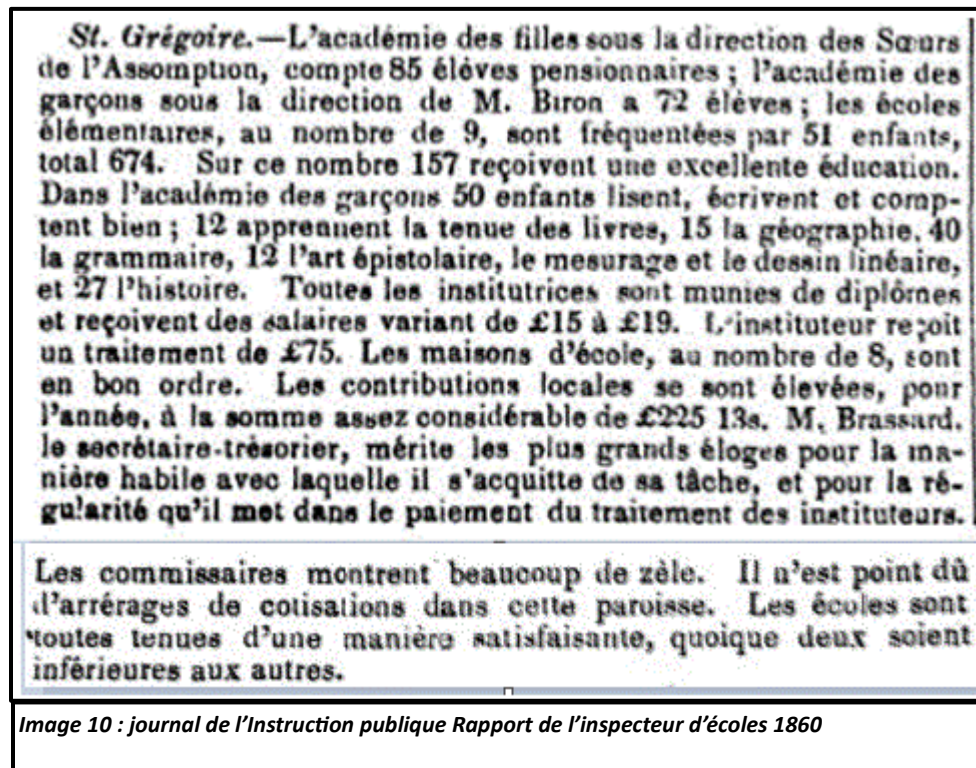 St. Grégoire.—L'académie des filles sous la direction des Sœurs
de l'Assomption, compte 85 élèves pensionnaires ; l'académie des
garçons sous la direction de M. Biron a 72 élèves ; les écoles
élémentaires, au nombre de 9, sont fréquentées par 51 enfants,
total 674. Sur ce nombre 157 reçoivent une excellente éducation.
Dans l'académie des garçons 50 enfants lisent, écrivent et comp-
tent bien ; 12 apprennent la tenue des livres, 15 la géographie. 40
la grammaire, 12 l'art épistolaire, le mesurage et le dessin linéaire,
et 27 l'histoire. Toutes les institutrices sont munies de diplômes
et reçoivent des salaires variant de £15 à £19. L'instituteur reçoit
un traitement de £75. Les maisons d'école, au nombre de 8, sont
en bon ordre. Les contributions locales se sont élevées, pour
l'année, à la somme assez considérable de £225 13s. M. Brassard.
le secrétaire-trésorier, mérite les plus grands éloges pour la ma-
nière habile avec laquelle il s'acquitte de sa tâche, et pour la ré-
gularité qu'il met dans le paiement du traitement des instituteurs.
Les commissaires montrent beaucoup de zèle. Il n'est point dû
d'arrérages de cotisations dans cette paroisse. Les écoles sont
toutes tenues d'une manière satisfaisante, quoique deux soient
inférieures aux autres.
Image 10 : journal de l'Instruction publique Rapport de l'inspecteur d'écoles 1860